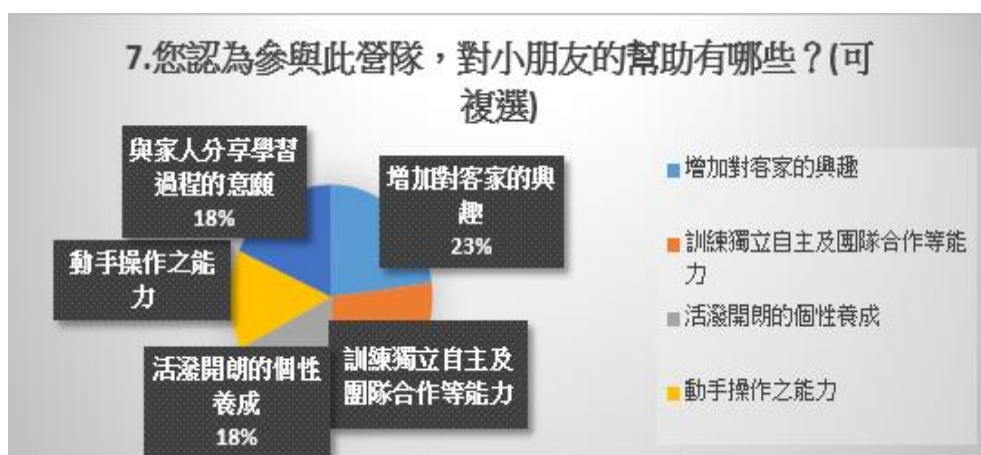 7.您認為參與此營隊，對小朋友的幫助有哪些？(可
複選)
與家人分享學習
過程的意願
18%
增加對客家的興
趣
23%
動手操作之能
力
活潑開朗的個性
養成
18%
訓練獨立自主及
團隊合作等能力
增加對客家的興趣
訓練獨立自主及團隊合作等能
力
活潑開朗的個性養成
動手操作之能力